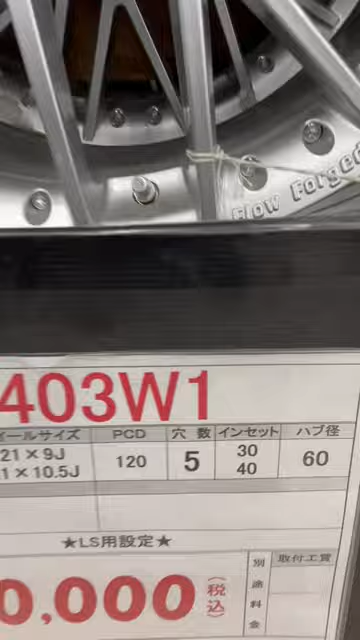 Flow Forged
403W1
イールサイズ PCD 穴 数 インセット ハブ径
21×9J 120 5 30 60
1×10.5J 40
★LS用設定★
0,000(税込) 別途料金 取付工賃